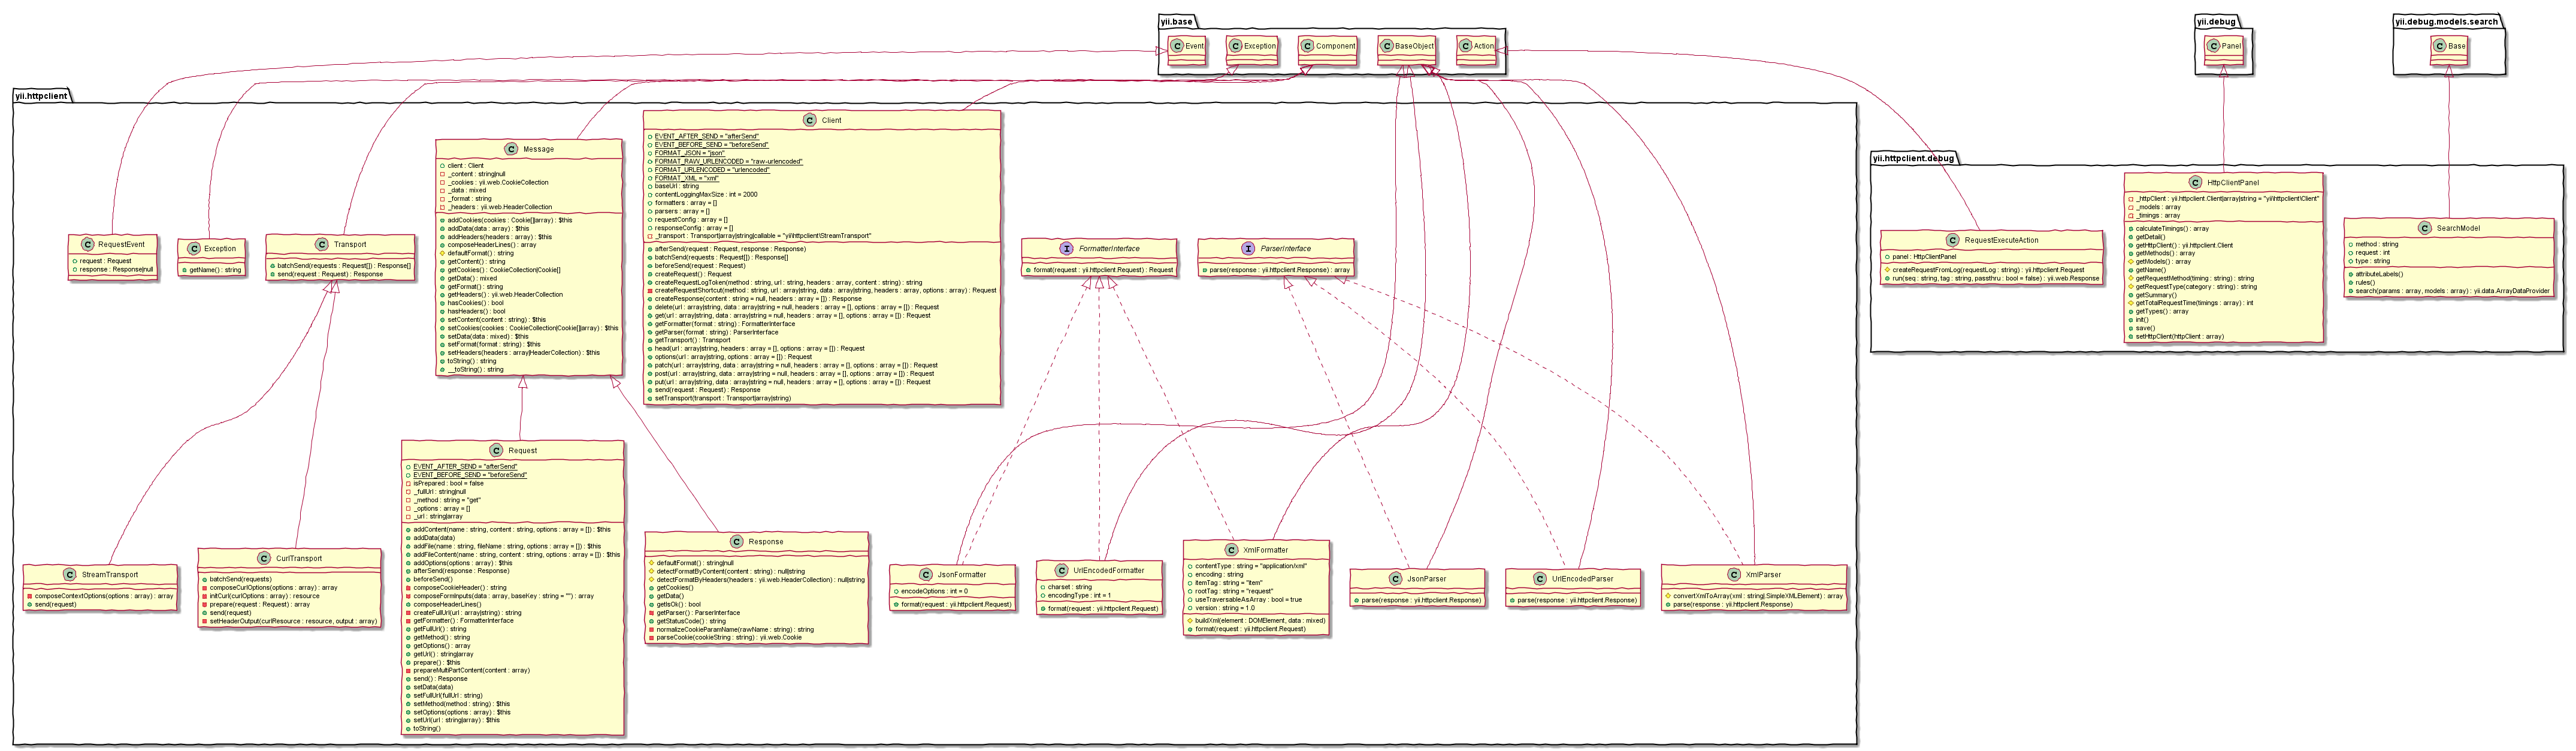 yii.base
Event
Exception
Component
BaseObject
Action
yii.debug
Panel
yii.debug.models.search
Base
yii.httpclient
RequestEvent
request : Request
response : Response|null
Exception
getName() : string
Transport
batchSend(requests : Request[]) : Response[]
send(request : Request) : Response
Message
client : Client
_content : string|null
_cookies : yii.web.CookieCollection
_data : mixed
_format : string
_headers : yii.web.HeaderCollection
addCookies(cookies : Cookie[]|array) : $this
addData(data : array) : $this
addHeaders(headers : array) : $this
composeHeaderLines() : array
defaultFormat() : string
getContent() : string
getCookies() : CookieCollection|Cookie[]
getData() : mixed
getFormat() : string
getHeaders() : yii.web.HeaderCollection
hasCookies() : bool
hasHeaders() : bool
setContent(content : string) : $this
setCookies(cookies : CookieCollection|Cookie[]|array) : $this
setData(data : mixed) : $this
setFormat(format : string) : $this
setHeaders(headers : array|HeaderCollection) : $this
toString() : string
__toString() : string
Client
EVENT_AFTER_SEND = "afterSend"
EVENT_BEFORE_SEND = "beforeSend"
FORMAT_JSON = "json"
FORMAT_RAW_URLENCODED = "raw-urlencoded"
FORMAT_URLENCODED = "urlencoded"
FORMAT_XML = "xml"
baseUrl : string
contentLoggingMaxSize : int = 2000
formatters : array = []
parsers : array = []
requestConfig : array = []
responseConfig : array = []
_transport : Transport|array|string|callable = "yii\httpclient\StreamTransport"
afterSend(request : Request, response : Response)
batchSend(requests : Request[]) : Response[]
beforeSend(request : Request)
createRequest() : Request
createRequestLogToken(method : string, url : string, headers : array, content : string) : string
createRequestShortcut(method : string, url : array|string, data : array|string, headers : array, options : array) : Request
createResponse(content : string = null, headers : array = []) : Response
delete(url : array|string, data : array|string = null, headers : array = [], options : array = []) : Request
get(url : array|string, data : array|string = null, headers : array = [], options : array = []) : Request
getFormatter(format : string) : FormatterInterface
getParser(format : string) : ParserInterface
getTransport() : Transport
head(url : array|string, headers : array = [], options : array = []) : Request
options(url : array|string, options : array = []) : Request
patch(url : array|string, data : array|string = null, headers : array = [], options : array = []) : Request
post(url : array|string, data : array|string = null, headers : array = [], options : array = []) : Request
put(url : array|string, data : array|string = null, headers : array = [], options : array = []) : Request
send(request : Request) : Response
setTransport(transport : Transport|array|string)
FormatterInterface
format(request : yii.httpclient.Request) : Request
ParserInterface
parse(response : yii.httpclient.Response) : array
StreamTransport
composeContextOptions(options : array) : array
send(request)
CurlTransport
batchSend(requests)
composeCurlOptions(options : array) : array
initCurl(curlOptions : array) : resource
prepare(request : Request) : array
send(request)
setHeaderOutput(curlResource : resource, output : array)
Request
EVENT_AFTER_SEND = "afterSend"
EVENT_BEFORE_SEND = "beforeSend"
isPrepared : bool = false
_fullUrl : string|null
_method : string = "get"
_options : array = []
_url : string|array
addContent(name : string, content : string, options : array = []) : $this
addData(data)
addFile(name : string, fileName : string, options : array = []) : $this
addFileContent(name : string, content : string, options : array = []) : $this
addOptions(options : array) : $this
afterSend(response : Response)
beforeSend()
composeCookieHeader() : string
composeFormInputs(data : array, baseKey : string = "") : array
composeHeaderLines()
createFullUrl(url : array|string) : string
getFormatter() : FormatterInterface
getFullUrl() : string
getMethod() : string
getOptions() : array
getUrl() : string|array
prepare() : $this
prepareMultiPartContent(content : array)
send() : Response
setData(data)
setFullUrl(fullUrl : string)
setMethod(method : string) : $this
setOptions(options : array) : $this
setUrl(url : string|array) : $this
toString()
Response
defaultFormat() : string|null
detectFormatByContent(content : string) : null|string
detectFormatByHeaders(headers : yii.web.HeaderCollection) : null|string
getCookies()
getData()
getIsOk() : bool
getParser() : ParserInterface
getStatusCode() : string
normalizeCookieParamName(rawName : string) : string
parseCookie(cookieString : string) : yii.web.Cookie
JsonFormatter
encodeOptions : int = 0
format(request : yii.httpclient.Request)
UrlEncodedFormatter
charset : string
encodingType : int = 1
format(request : yii.httpclient.Request)
XmlFormatter
contentType : string = "application/xml"
encoding : string
itemTag : string = "item"
rootTag : string = "request"
useTraversableAsArray : bool = true
version : string = 1.0
buildXml(element : DOMElement, data : mixed)
format(request : yii.httpclient.Request)
JsonParser
parse(response : yii.httpclient.Response)
UrlEncodedParser
parse(response : yii.httpclient.Response)
XmlParser
convertXmlToArray(xml : string|.SimpleXMLElement) : array
parse(response : yii.httpclient.Response)
yii.httpclient.debug
RequestExecuteAction
panel : HttpClientPanel
createRequestFromLog(requestLog : string) : yii.httpclient.Request
run(seq : string, tag : string, passthru : bool = false) : yii.web.Response
HttpClientPanel
_httpClient : yii.httpclient.Client|array|string = "yii\httpclient\Client"
_models : array
_timings : array
calculateTimings() : array
getDetail()
getHttpClient() : yii.httpclient.Client
getMethods() : array
getModels() : array
getName()
getRequestMethod(timing : string) : string
getRequestType(category : string) : string
getSummary()
getTotalRequestTime(timings : array) : int
getTypes() : array
init()
save()
setHttpClient(httpClient : array)
SearchModel
method : string
request : int
type : string
attributeLabels()
rules()
search(params : array, models : array) : yii.data.ArrayDataProvider